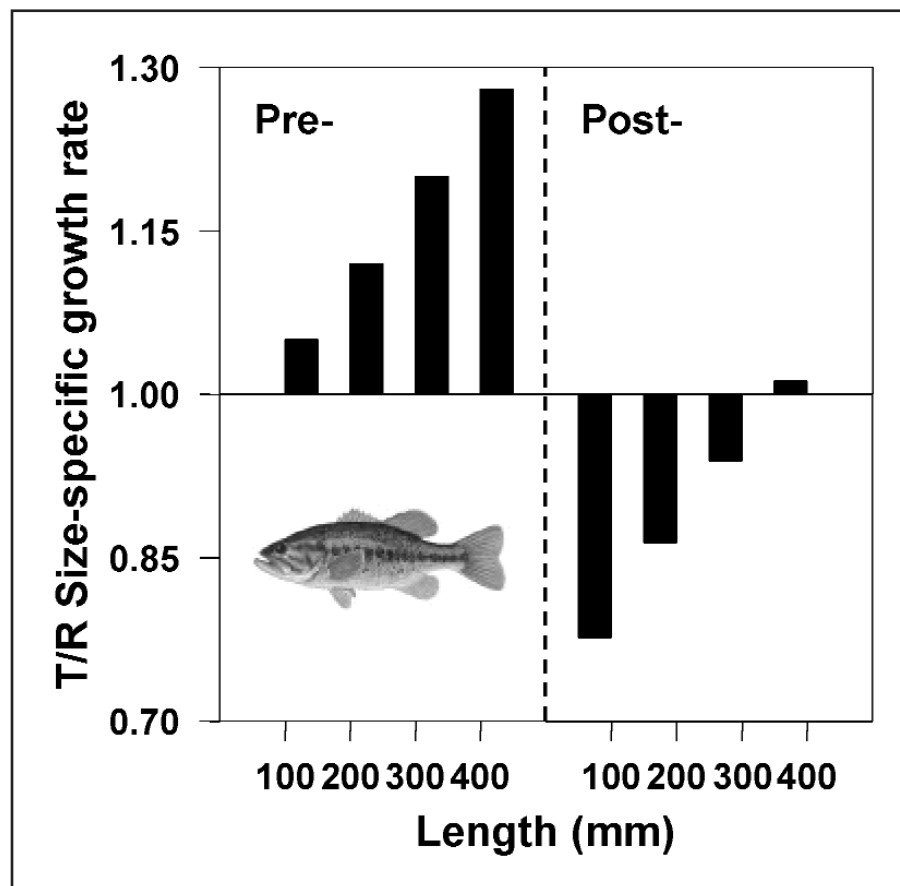 T/R Size-specific growth rate
1.30
1.15
1.00
0.85
0.70
Pre-
Post-
100 200 300 400 100 200 300 400
Length (mm)